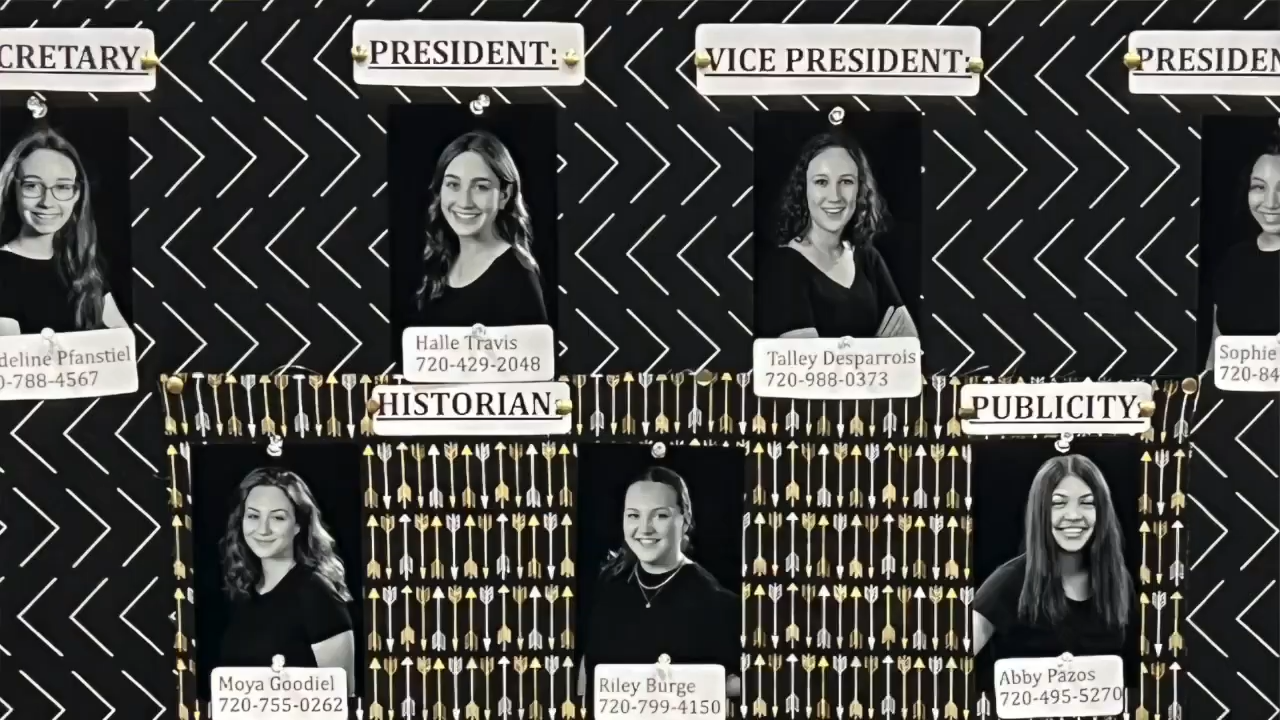 CRETARY
PRESIDENT:
VICE PRESIDENT:
PRESIDEN
deline Pfanstiel
0-788-4567
Halle Travis
720-429-2048
Talley Desparrois
720-988-0373
Sophie
720-84
HISTORIAN:
PUBLICITY:
Moya Goodiel
720-755-0262
Riley Burge
720-799-4150
Abby Pazos
720-495-5270